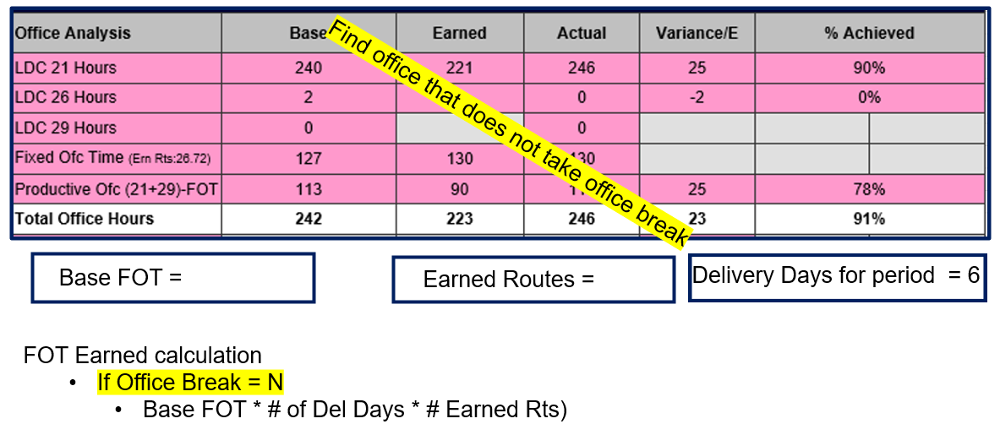 Office Analysis Base Earned Actual Variance/E % Achieved
LDC 21 Hours 240 221 246 25 90%
LDC 26 Hours 2 0 -2 0%
LDC 29 Hours 0 0
Fixed Ofc Time (Ern Rts:26.72) 127 130 130
Productive Ofc (21+29)-FOT 113 90 25 78%
Total Office Hours 242 223 246 23 91%
Find office that does not take office break
Base FOT =
Earned Routes =
Delivery Days for period = 6
FOT Earned calculation
• If Office Break = N
• Base FOT * # of Del Days * # Earned Rts)